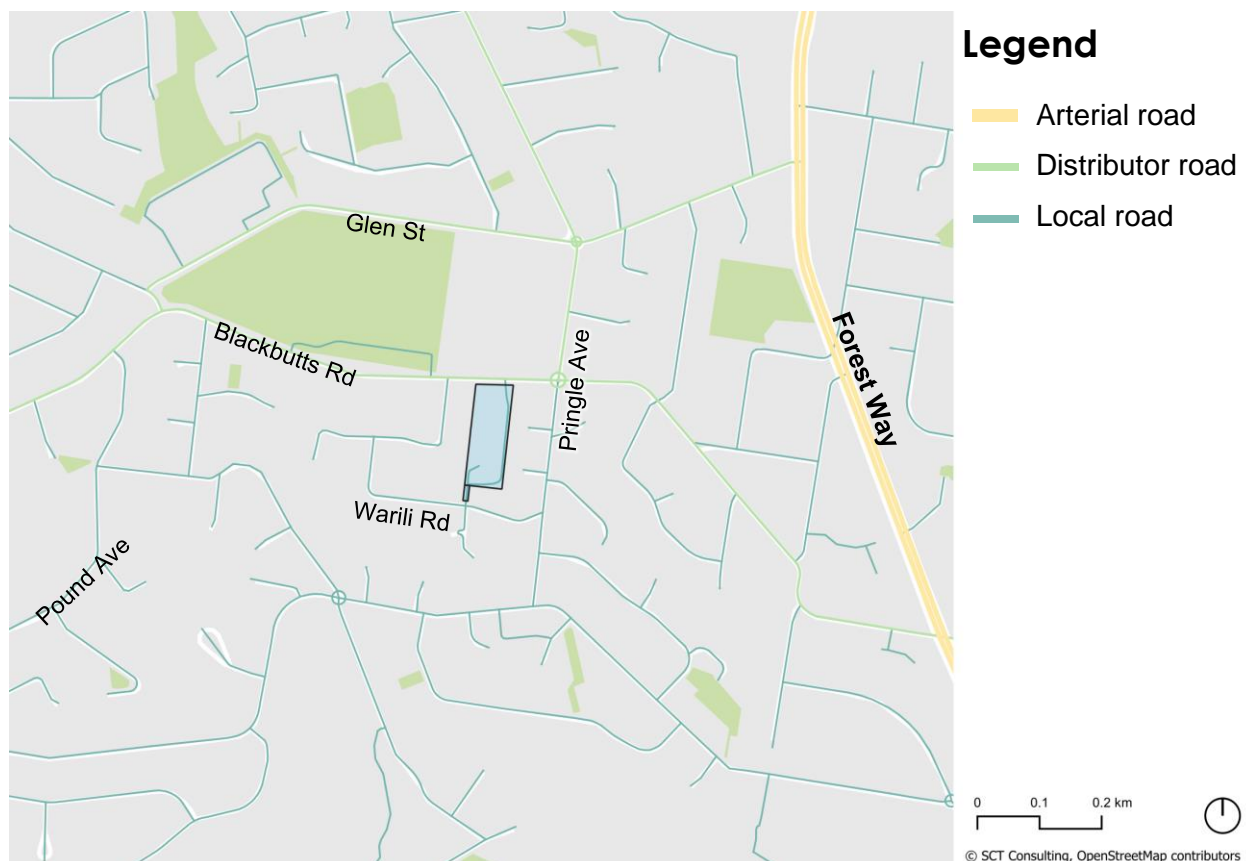 Legend
Arterial road
Distributor road
Local road
Glen St
Blackbutts Rd
Pringle Ave
Forest Way
Warili Rd
Pound Ave
0 0.1 0.2 km
© SCT Consulting, OpenStreetMap contributors